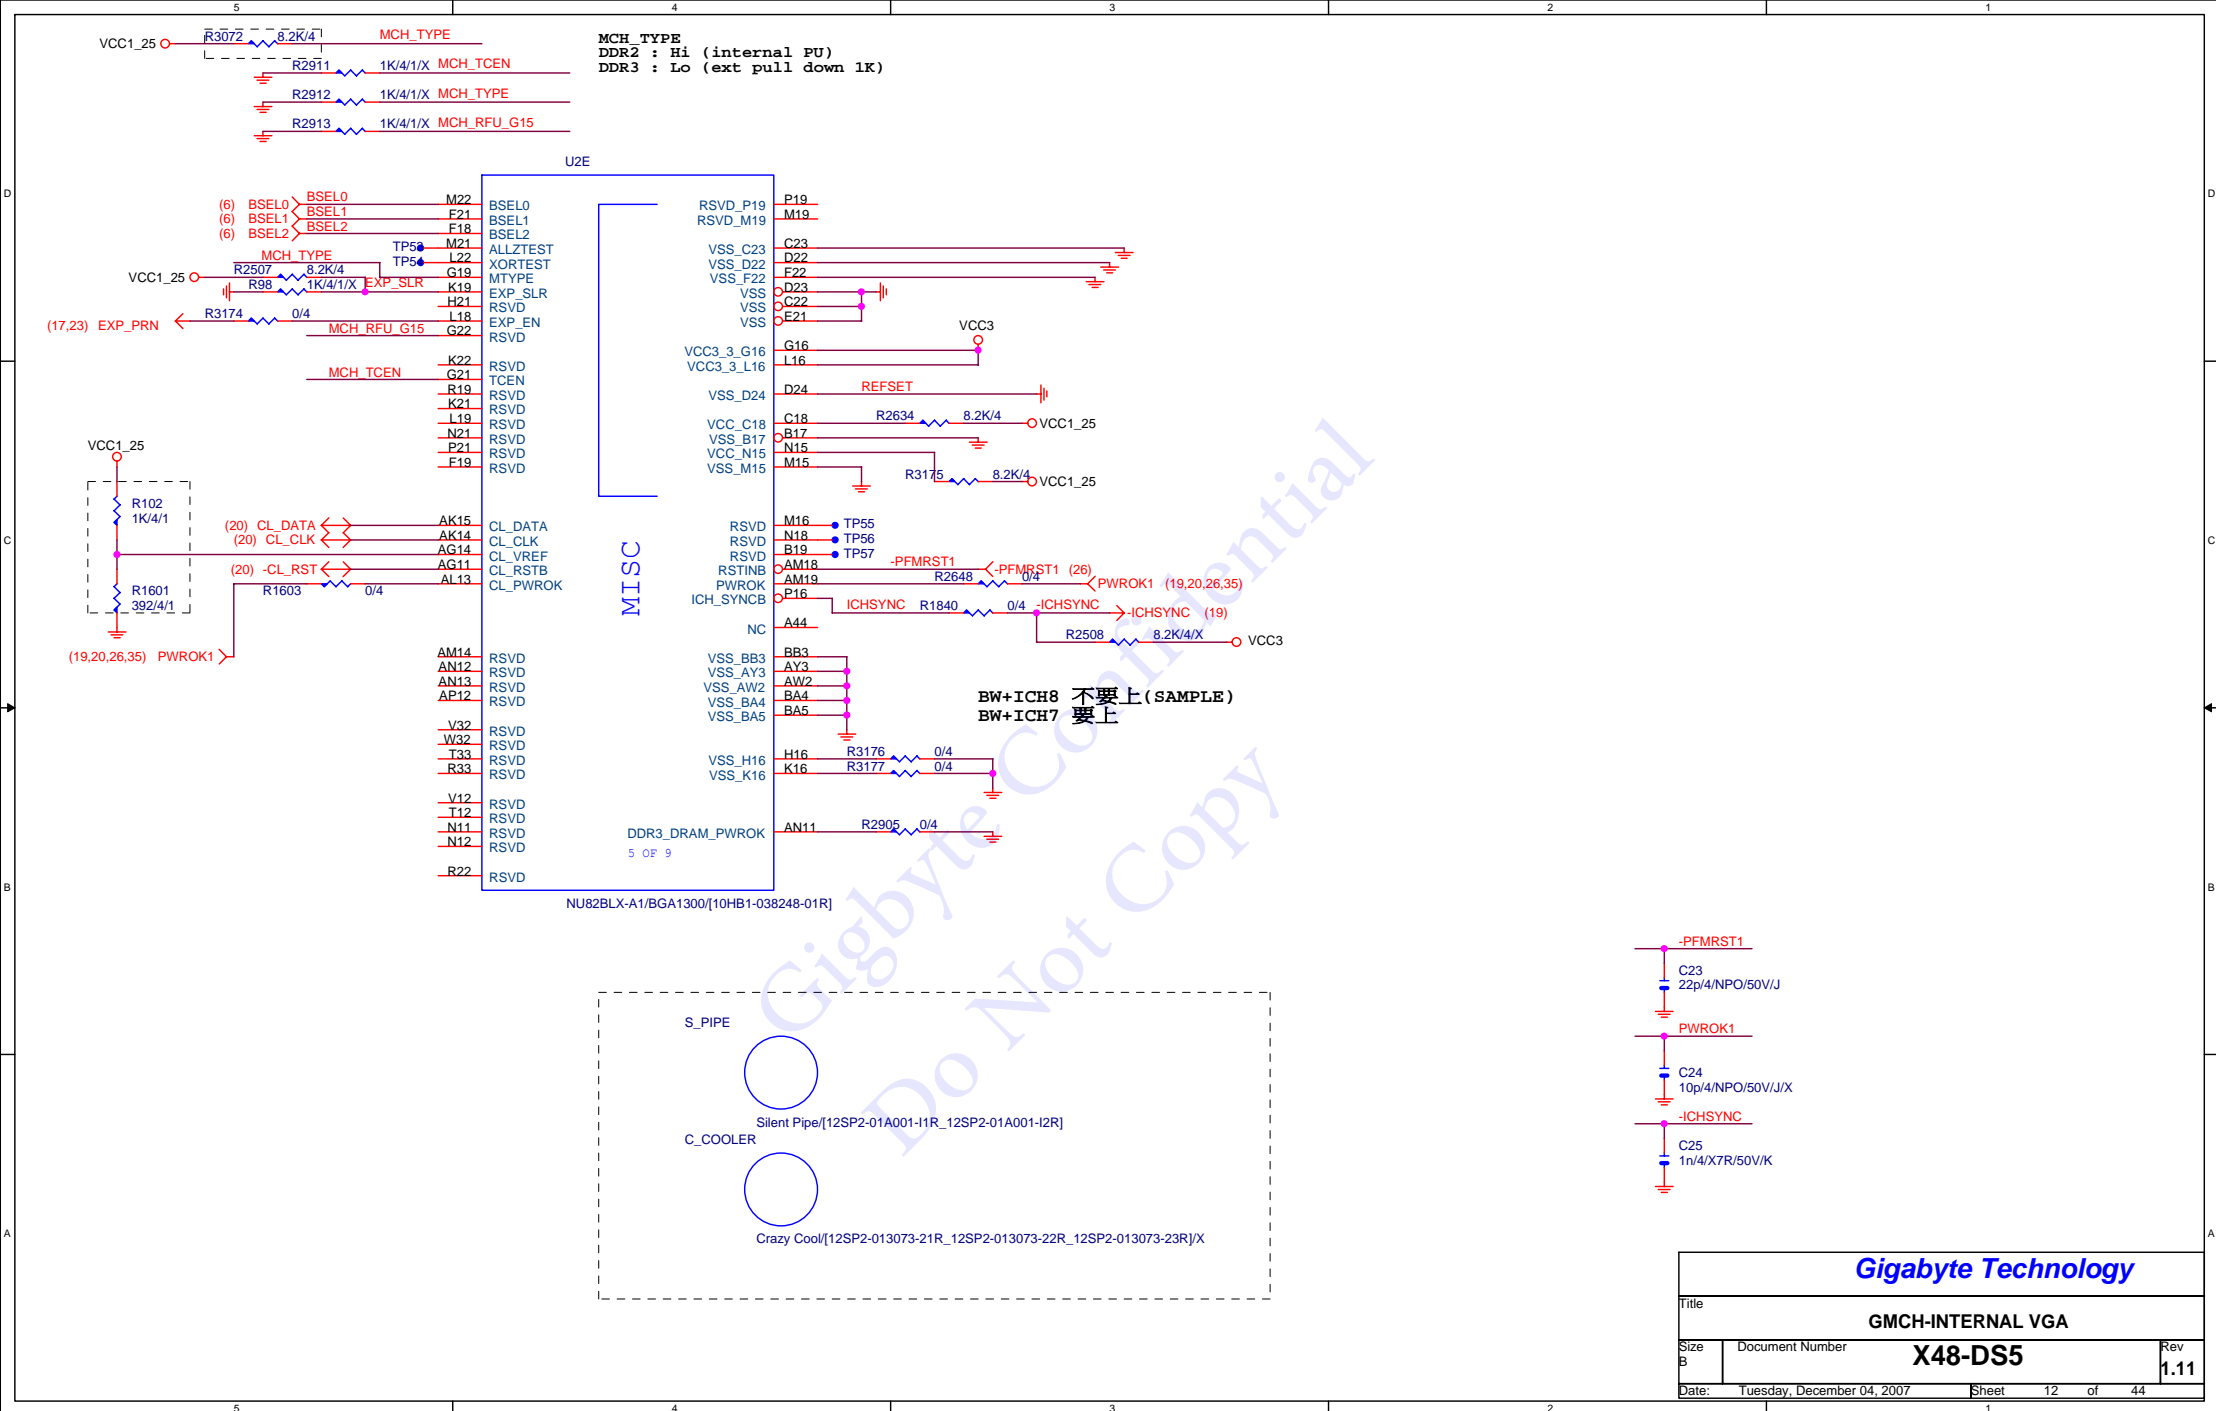 5 4 3 2 1
VCC1_25 R3072 8.2K/4 MCH_TYPE
R2911 1K/4/1/X MCH_TCEN
R2912 1K/4/1/X MCH_TYPE
R2913 1K/4/1/X MCH_RFU_G15
MCH_TYPE
DDR2 : Hi (internal PU)
DDR3 : Lo (ext pull down 1K)
U2E
D D
(6) BSEL0 BSEL0 M22 BSEL0
(6) BSEL1 BSEL1 F21 BSEL1
(6) BSEL2 BSEL2 F18 BSEL2
M21 ALLZTEST
L22 XORTEST
MCH_TYPE G19 MTYPE
VCC1_25 R2507 8.2K/4
R98 1K/4/1/X EXP_SLR K19 EXP_SLR
H21 RSVD
(17,23) EXP_PRN R3174 0/4 L18 EXP_EN
MCH_RFU_G15 G22 RSVD
K22 RSVD
MCH_TCEN G21 TCEN
R19 RSVD
K21 RSVD
L19 RSVD
N21 RSVD
P21 RSVD
F19 RSVD
VCC1_25
R102
1K/4/1
R1601
392/4/1
(20) CL_DATA AK15 CL_DATA
(20) CL_CLK AK14 CL_CLK
AG14 CL_VREF
(20) -CL_RST AG11 CL_RSTB
R1603 0/4 AL13 CL_PWROK
(19,20,26,35) PWROK1
AM14 RSVD
AN12 RSVD
AN13 RSVD
AP12 RSVD
V32 RSVD
W32 RSVD
T33 RSVD
R33 RSVD
V12 RSVD
T12 RSVD
N11 RSVD
N12 RSVD
R22 RSVD
MISC
RSVD_P19 P19
RSVD_M19 M19
VSS_C23 C23
VSS_D22 D22
VSS_F22 F22
VSS D23
VSS C22
VSS E21
VCC3
VCC3_3_G16 G16
VCC3_3_L16 L16
VSS_D24 D24 REFSET
VCC_C18 C18 R2634 8.2K/4 VCC1_25
VSS_B17 B17
VCC_N15 N15
VSS_M15 M15 R3175 8.2K/4 VCC1_25
C C
RSVD M16 TP55
RSVD N18 TP56
RSVD B19 TP57
RSTINB AM18 -PFMRST1 -PFMRST1 (26)
PWROK AM19 R2648 0/4 PWROK1 (19,20,26,35)
ICH_SYNCB P16 ICHSYNC R1840 0/4 -ICHSYNC -ICHSYNC (19)
NC A44
R2508 8.2K/4/X VCC3
VSS_BB3 BB3
VSS_AY3 AY3
VSS_AW2 AW2
VSS_BA4 BA4
VSS_BA5 BA5
BW+ICH8 不要上(SAMPLE)
BW+ICH7 要上
VSS_H16 H16 R3176 0/4
VSS_K16 K16 R3177 0/4
DDR3_DRAM_PWROK AN11 R2905 0/4
5 OF 9
B B
NU82BLX-A1/BGA1300/[10HB1-038248-01R]
Gigbyte Confidential
Do Not Copy
S_PIPE
Silent Pipe/[12SP2-01A001-I1R_12SP2-01A001-I2R]
C_COOLER
Crazy Cool/[12SP2-013073-21R_12SP2-013073-22R_12SP2-013073-23R]/X
-PFMRST1
C23
22p/4/NPO/50V/J
PWROK1
C24
10p/4/NPO/50V/J/X
-ICHSYNC
C25
1n/4/X7R/50V/K
A A
Gigabyte Technology
Title
GMCH-INTERNAL VGA
Size Document Number Rev
B X48-DS5 1.11
Date: Tuesday, December 04, 2007 Sheet 12 of 44
5 4 3 2 1